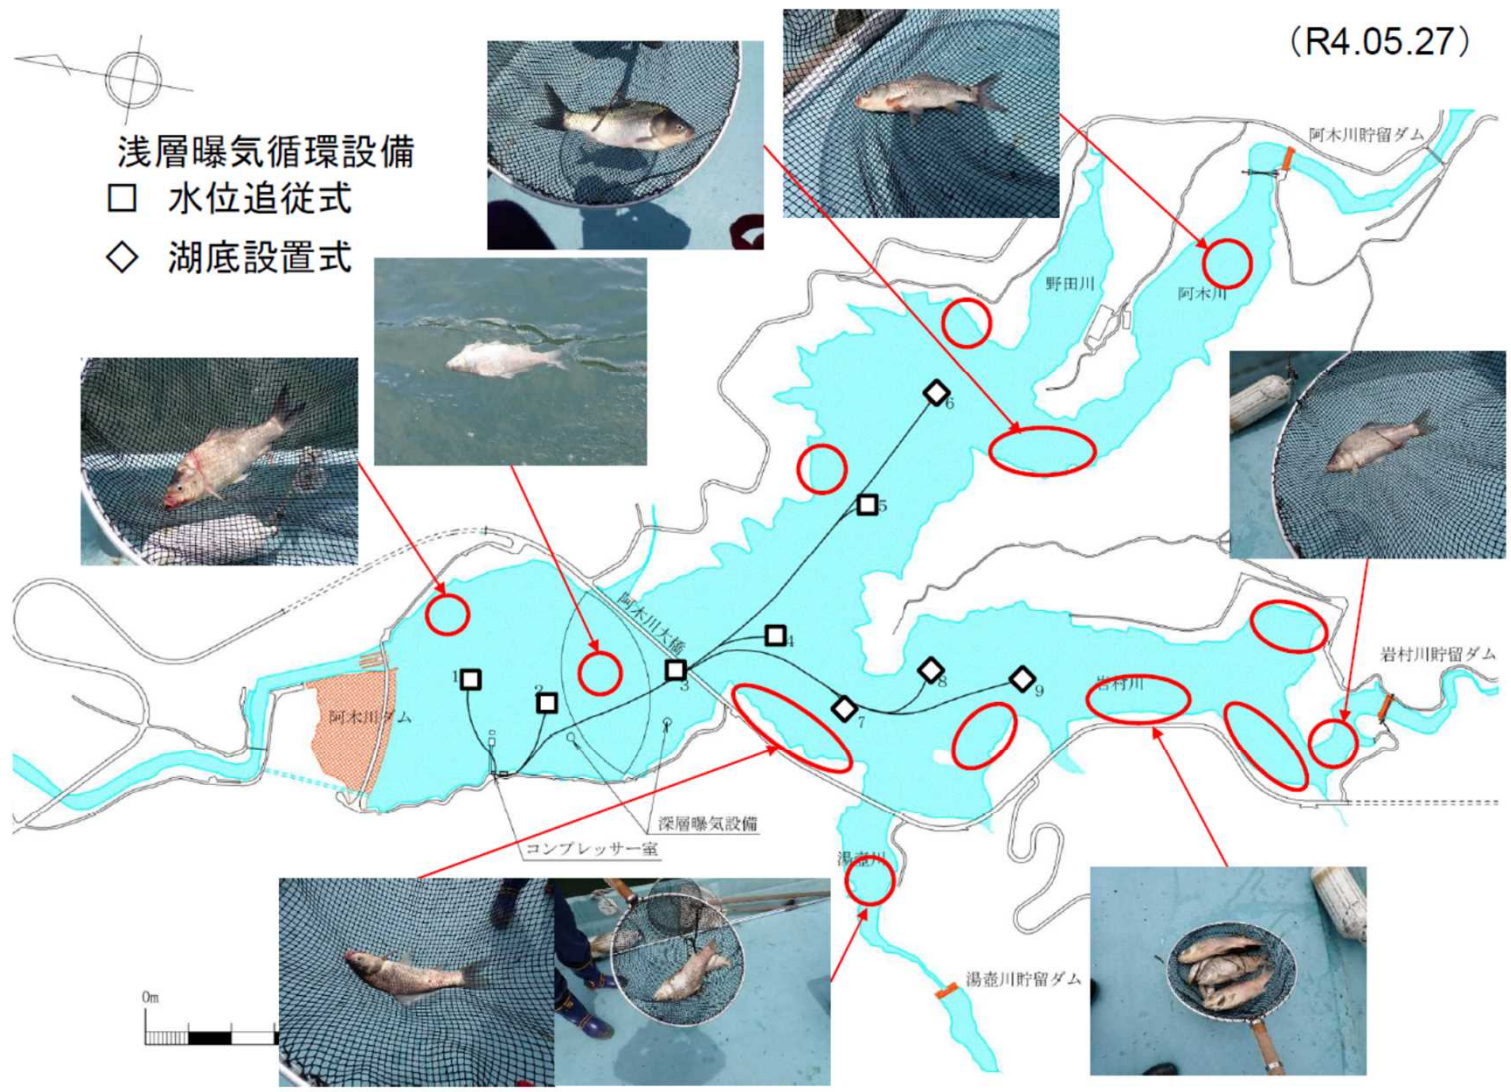 （R4.05.27）
浅層曝気循環設備
□ 水位追従式
◇ 湖底設置式
阿木川貯留ダム
野田川
阿木川
6
5
阿木川大橋
4
3
1
2
8
9
7
岩村川
岩村川貯留ダム
阿木川ダム
深層曝気設備
コンプレッサー室
湯壺川
湯壺川貯留ダム
0m